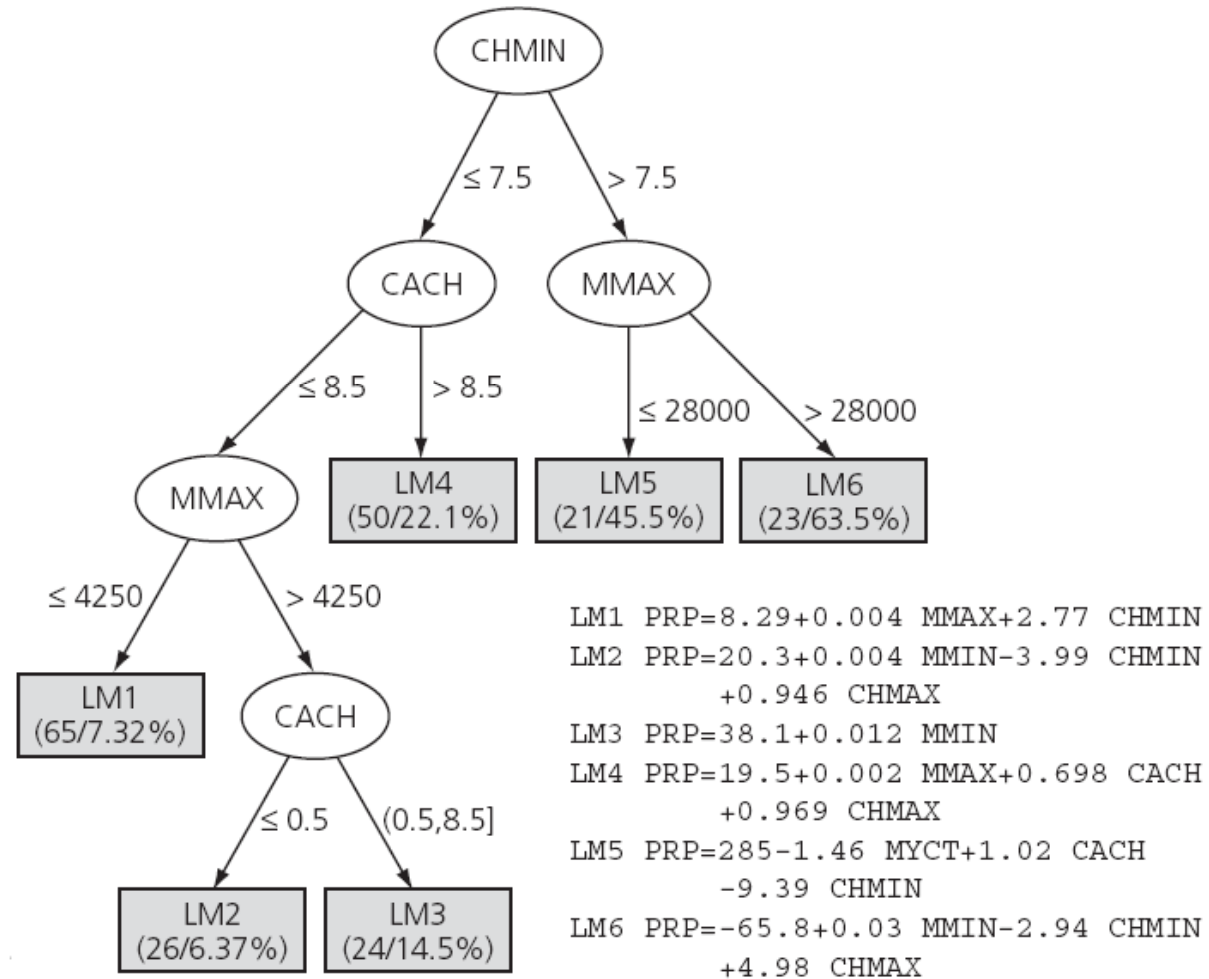 CHMIN
≤ 7.5
> 7.5
CACH
MMAX
≤ 8.5
> 8.5
≤ 28000
> 28000
MMAX
LM4
(50/22.1%)
LM5
(21/45.5%)
LM6
(23/63.5%)
≤ 4250
> 4250
LM1
(65/7.32%)
CACH
≤ 0.5
(0.5,8.5]
LM2
(26/6.37%)
LM3
(24/14.5%)
LM1 PRP=8.29+0.004 MMAX+2.77 CHMIN
LM2 PRP=20.3+0.004 MMIN-3.99 CHMIN
+0.946 CHMAX
LM3 PRP=38.1+0.012 MMIN
LM4 PRP=19.5+0.002 MMAX+0.698 CACH
+0.969 CHMAX
LM5 PRP=285-1.46 MYCT+1.02 CACH
-9.39 CHMIN
LM6 PRP=-65.8+0.03 MMIN-2.94 CHMIN
+4.98 CHMAX